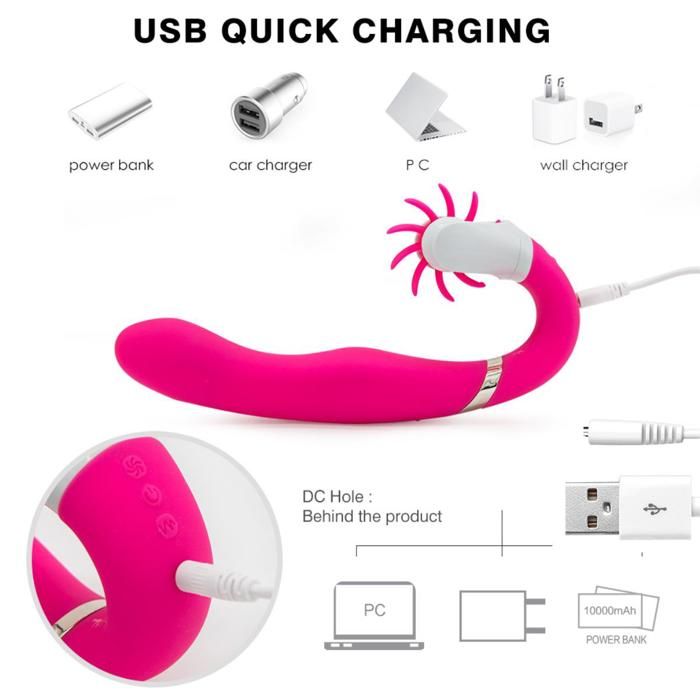 USB QUICK CHARGING
power bank
car charger
PC
wall charger
DC Hole :
Behind the product
PC
10000mAh
POWER BANK